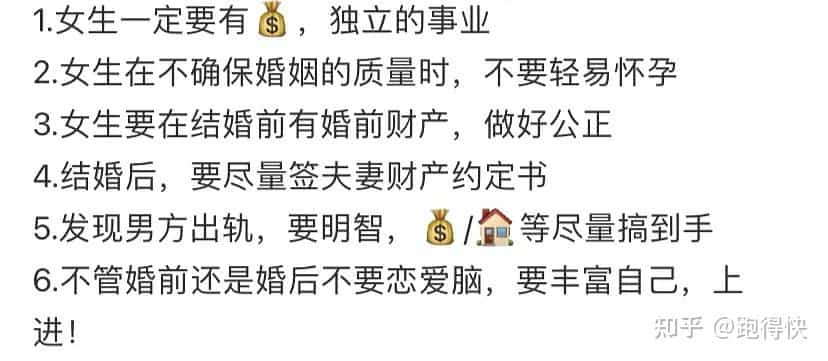 1.女生一定要有💰，独立的事业
2.女生在不确保婚姻的质量时，不要轻易怀孕
3.女生要在结婚前有婚前财产，做好公正
4.结婚后，要尽量签夫妻财产约定书
5.发现男方出轨，要明智，💰/🏠等尽量搞到手
6.不管婚前还是婚后不要恋爱脑，要丰富自己，上
进！
知乎 @跑得快